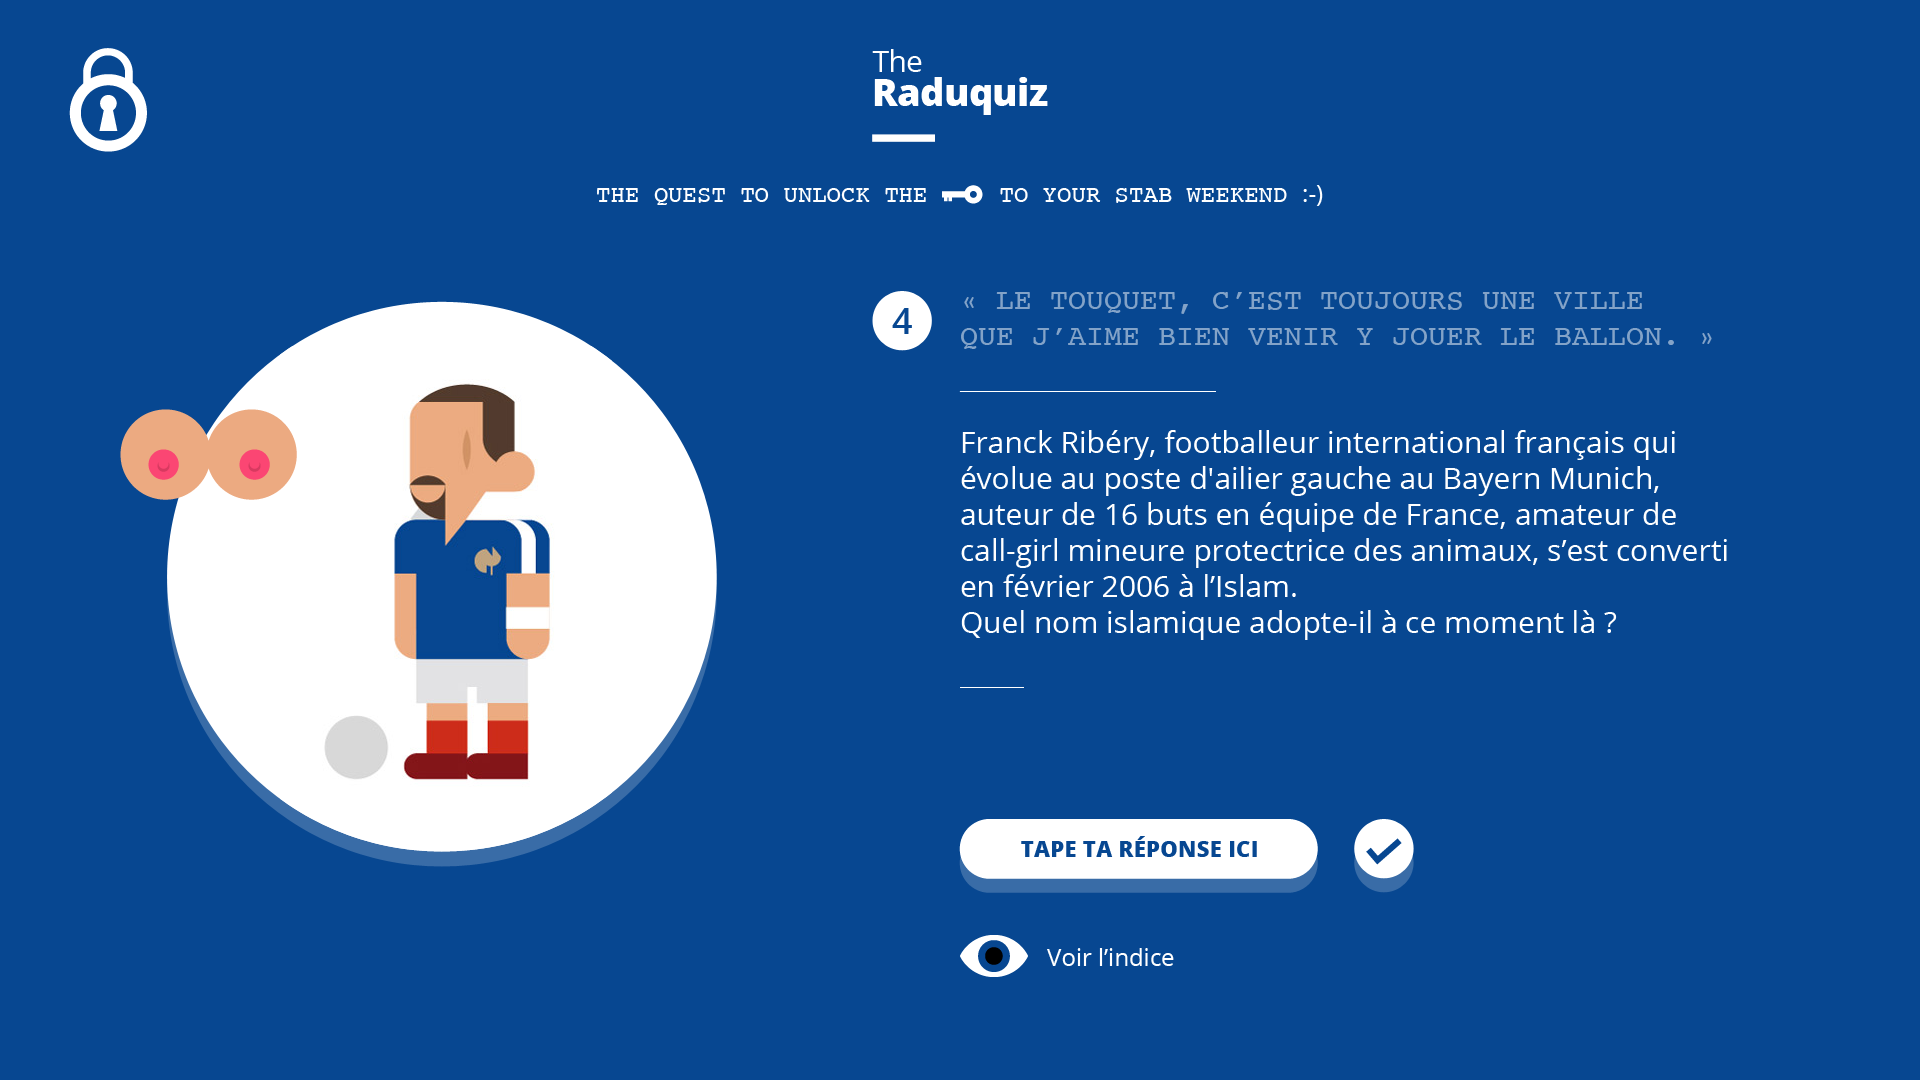 The
Raduquiz
THE QUEST TO UNLOCK THE TO YOUR STAB WEEKEND :-)
4
« LE TOUQUET, C’EST TOUJOURS UNE VILLE
QUE J’AIME BIEN VENIR Y JOUER LE BALLON. »
Franck Ribéry, footballeur international français qui
évolue au poste d'ailier gauche au Bayern Munich,
auteur de 16 buts en équipe de France, amateur de
call-girl mineure protectrice des animaux, s’est converti
en février 2006 à l’Islam.
Quel nom islamique adopte-il à ce moment là ?
TAPE TA RÉPONSE ICI
Voir l’indice